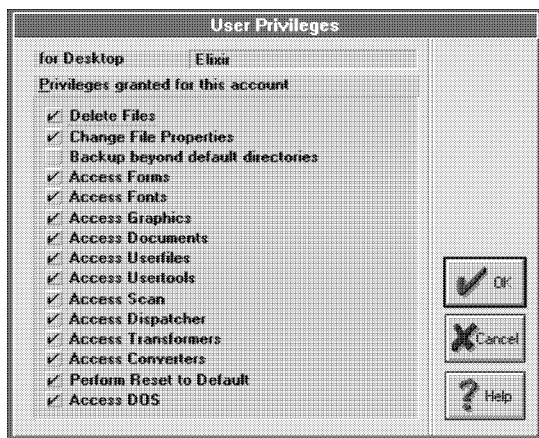 User Privileges
for Desktop Elixir
Privileges granted for this account
Delete Files
Change File Properties
Backup beyond default directories
Access Forms
Access Fonts
Access Graphics
Access Documents
Access Userfiles
Access Usertools
Access Scan
Access Dispatcher
Access Transformers
Access Converters
Perform Reset to Default
Access DOS
OK
Cancel
Help